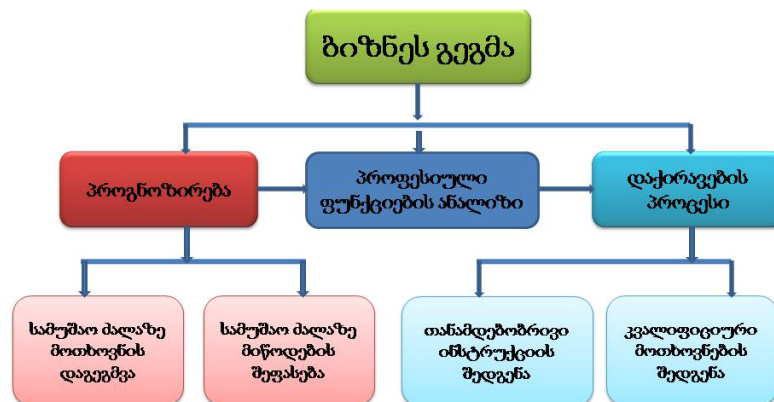 ბიზნეს გეგმა
პროგნოზირება
პროფესიული
ფუნქციების ანალიზი
დაქირავების
პროცესი
სამუშაო ძალაზე
მოთხოვნის
დაგეგმვა
სამუშაო ძალაზე
მიწოდების
შეფასება
თანამდებობრივი
ინსტრუქციის
შედგენა
კვალიფიციური
მოთხოვნების
შედგენა